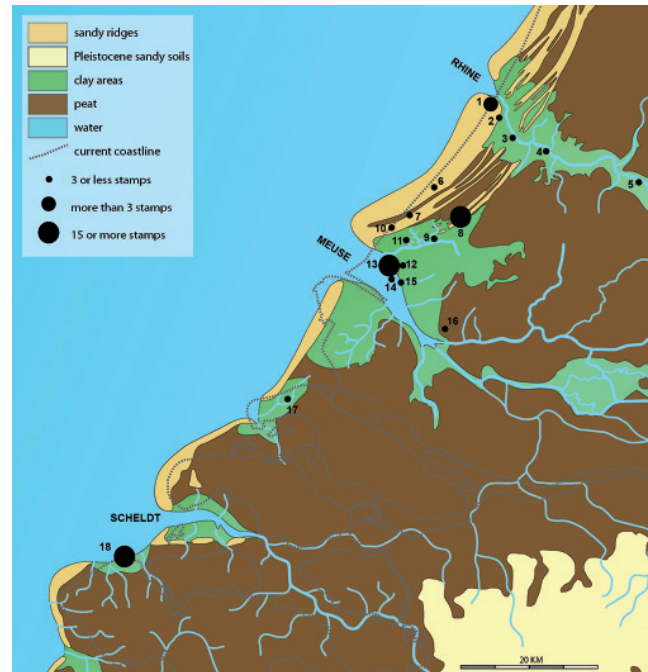 sandy ridges
Pleistocene sandy soils
clay areas
peat
water
current coastline
3 or less stamps
more than 3 stamps
15 or more stamps
RHINE
1
2
3
4
5
6
7
8
10
11
9
MEUSE
13
12
14
15
16
17
SCHELDT
18
20 KM